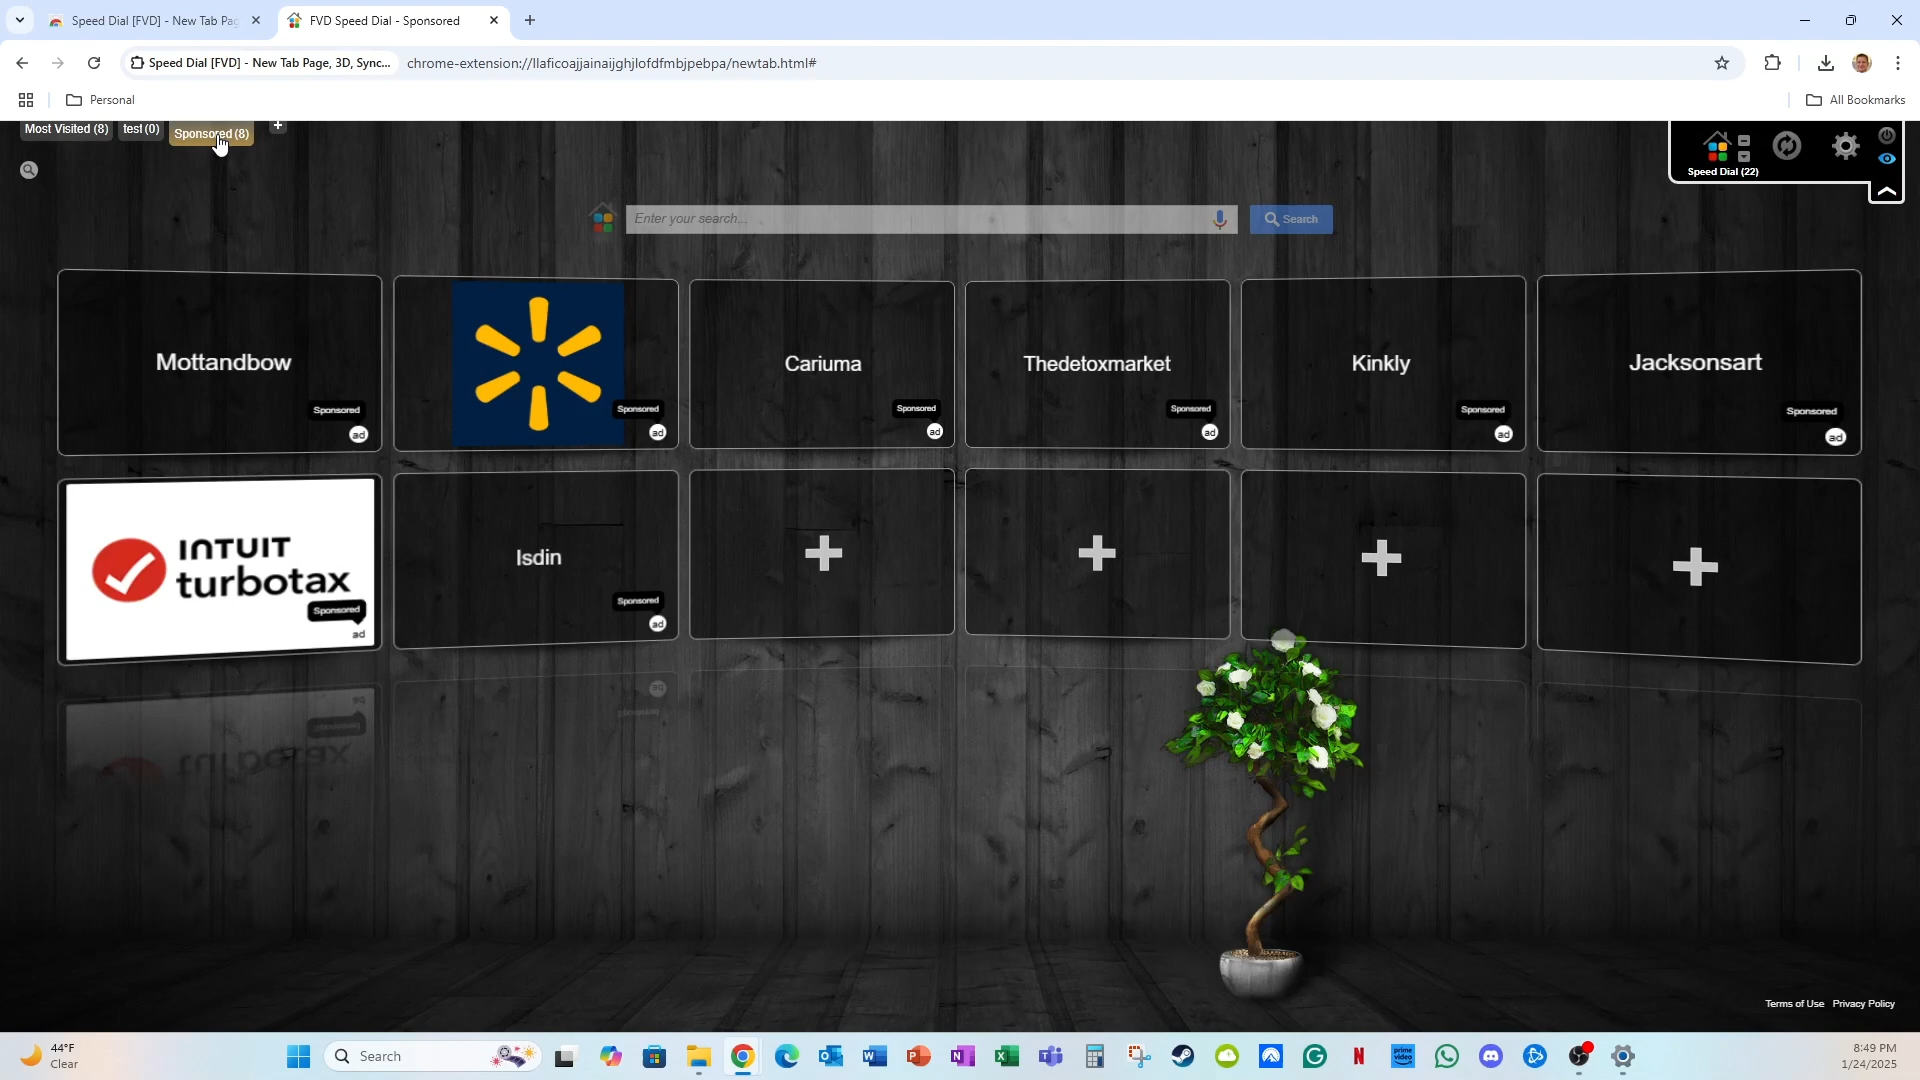 Speed Dial [FVD] - New Tab Pag
FVD Speed Dial - Sponsored
Speed Dial [FVD] - New Tab Page, 3D, Sync...
chrome-extension://llaficoajjainaijghjlofdfmbjpebpa/newtab.html#
Personal
All Bookmarks
Most Visited (8)
test (0)
Sponsored (8)
+
Speed Dial (22)
Enter your search...
Search
Mottandbow
Sponsored
ad
Sponsored
ad
Cariuma
Sponsored
ad
Thedetoxmarket
Sponsored
ad
Kinkly
Sponsored
ad
Jacksonsart
Sponsored
ad
INTUIT
turbotax
Sponsored
ad
Isdin
Sponsored
ad
Terms of Use
Privacy Policy
44°F
Clear
Search
prime video
8:49 PM
1/24/2025